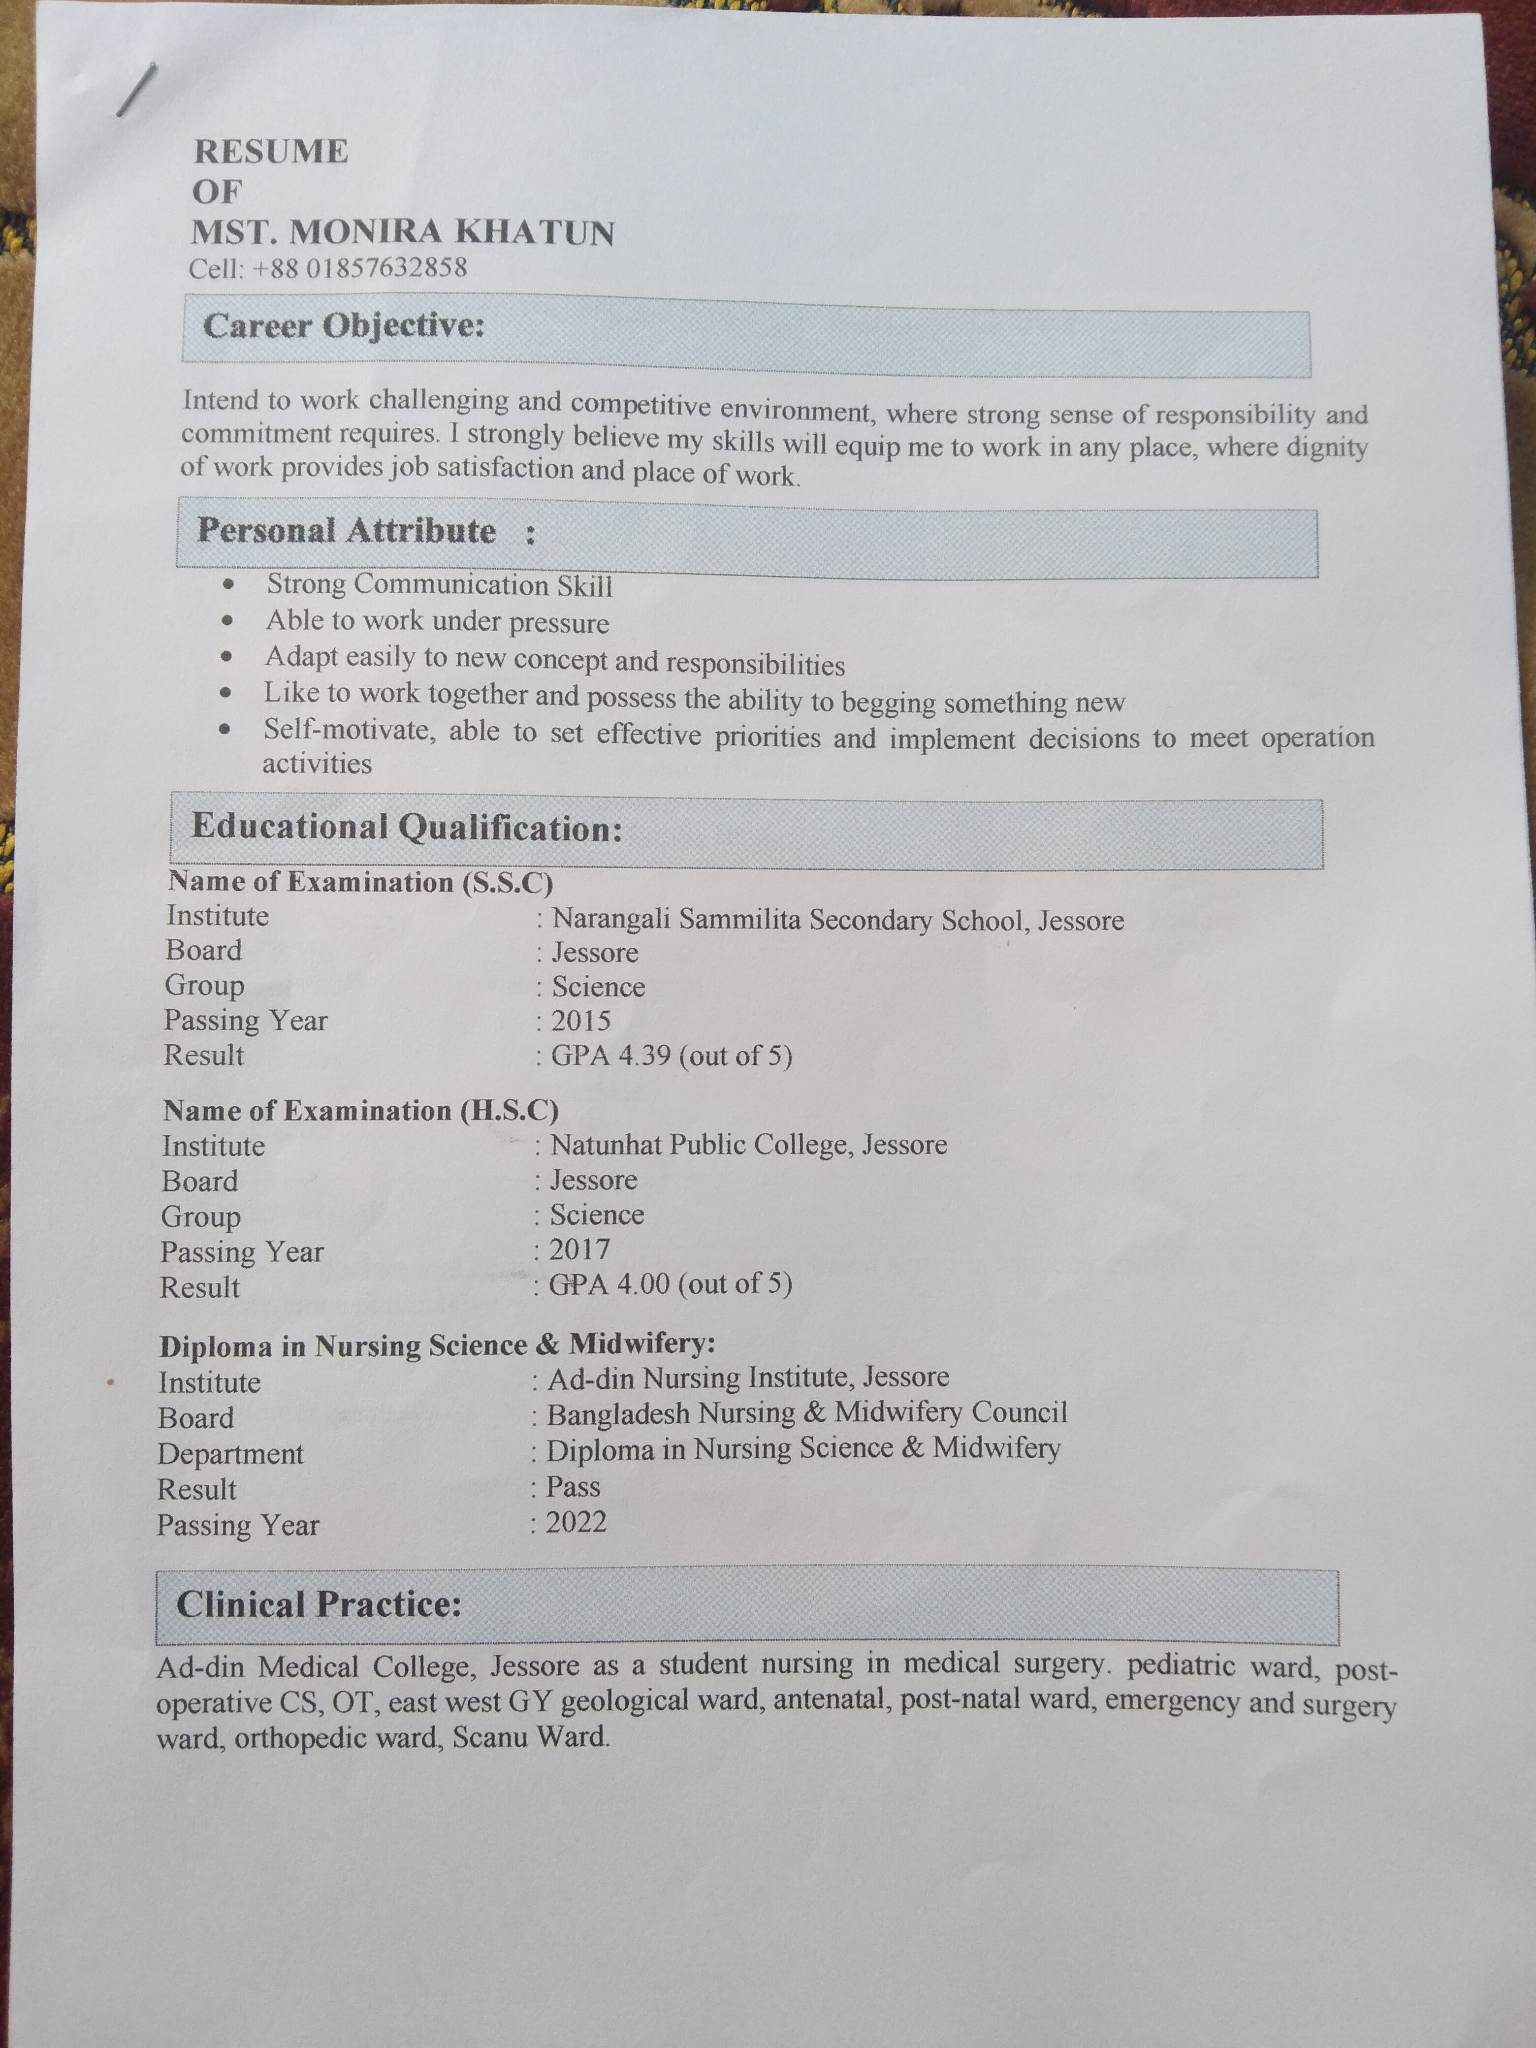 RESUME
OF
MST. MONIRA KHATUN
Cell: +88 01857632858
Career Objective:
Intend to work challenging and competitive environment, where strong sense of responsibility and
commitment requires. I strongly believe my skills will equip me to work in any place, where dignity
of work provides job satisfaction and place of work.
Personal Attribute :
• Strong Communication Skill
• Able to work under pressure
• Adapt easily to new concept and responsibilities
• Like to work together and possess the ability to begging something new
• Self-motivate, able to set effective priorities and implement decisions to meet operation
activities
Educational Qualification:
Name of Examination (S.S.C)
Institute : Narangali Sammilita Secondary School, Jessore
Board : Jessore
Group : Science
Passing Year : 2015
Result : GPA 4.39 (out of 5)
Name of Examination (H.S.C)
Institute : Natunhat Public College, Jessore
Board : Jessore
Group : Science
Passing Year : 2017
Result : GPA 4.00 (out of 5)
Diploma in Nursing Science & Midwifery:
Institute : Ad-din Nursing Institute, Jessore
Board : Bangladesh Nursing & Midwifery Council
Department : Diploma in Nursing Science & Midwifery
Result : Pass
Passing Year : 2022
Clinical Practice:
Ad-din Medical College, Jessore as a student nursing in medical surgery. pediatric ward, post-
operative CS, OT, east west GY geological ward, antenatal, post-natal ward, emergency and surgery
ward, orthopedic ward, Scanu Ward.